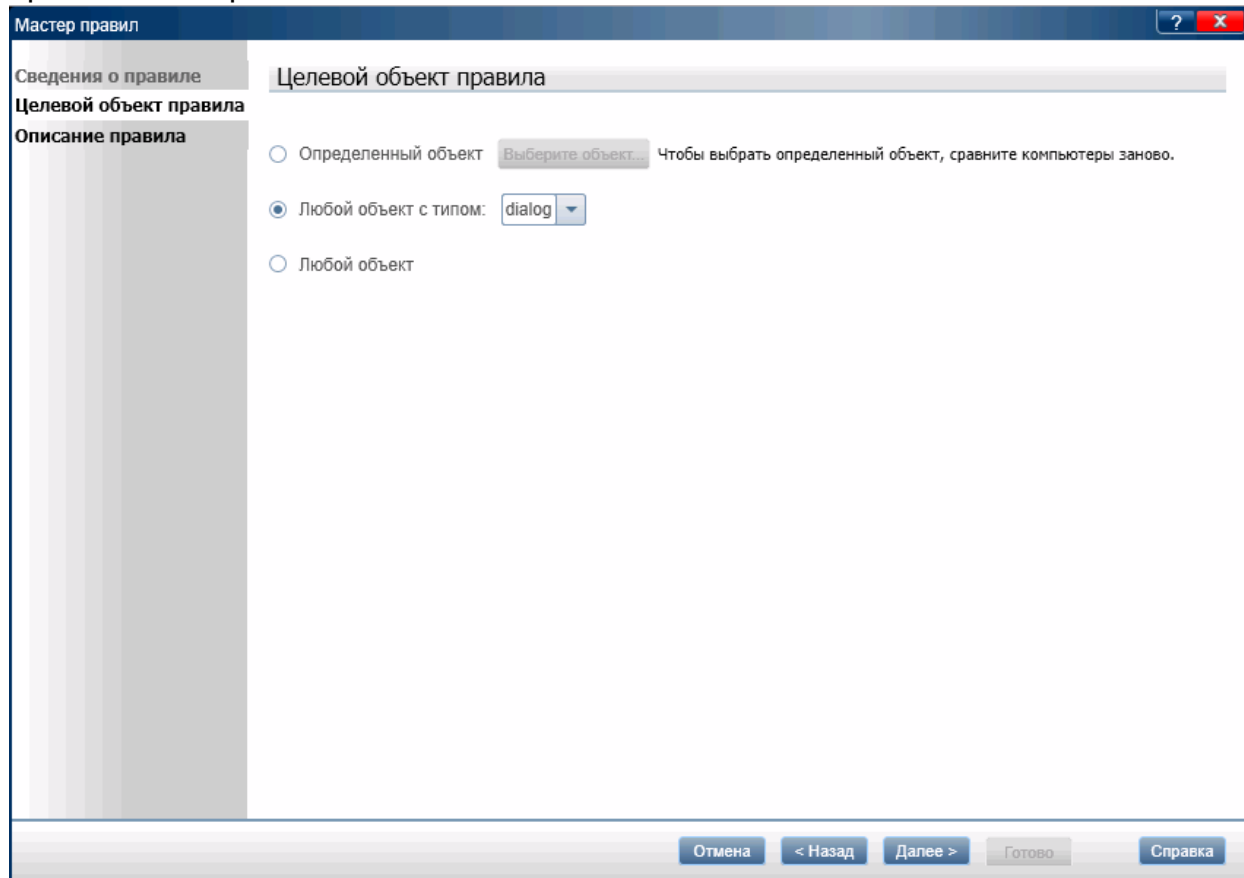 Мастер правил
?
X
Сведения о правиле
Целевой объект правила
Описание правила
Целевой объект правила
Определенный объект Выберите объект... Чтобы выбрать определенный объект, сравните компьютеры заново.
Любой объект с типом: dialog
Любой объект
Отмена < Назад Далее > Готово Справка